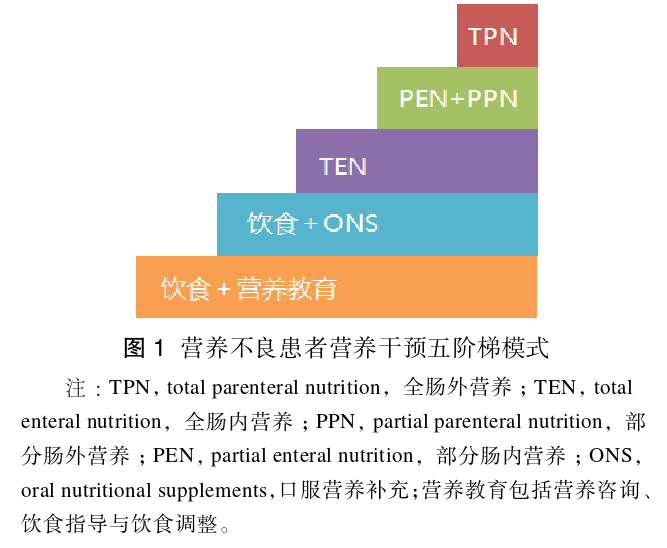 TPN
PEN+PPN
TEN
饮食+ONS
饮食+营养教育
图 1 营养不良患者营养干预五阶梯模式
注:TPN, total parenteral nutrition, 全肠外营养;TEN, total
enteral nutrition, 全肠内营养;PPN, partial parenteral nutrition, 部
分肠外营养;PEN, partial enteral nutrition, 部分肠内营养;ONS,
oral nutritional supplements,口服营养补充;营养教育包括营养咨询、
饮食指导与饮食调整。